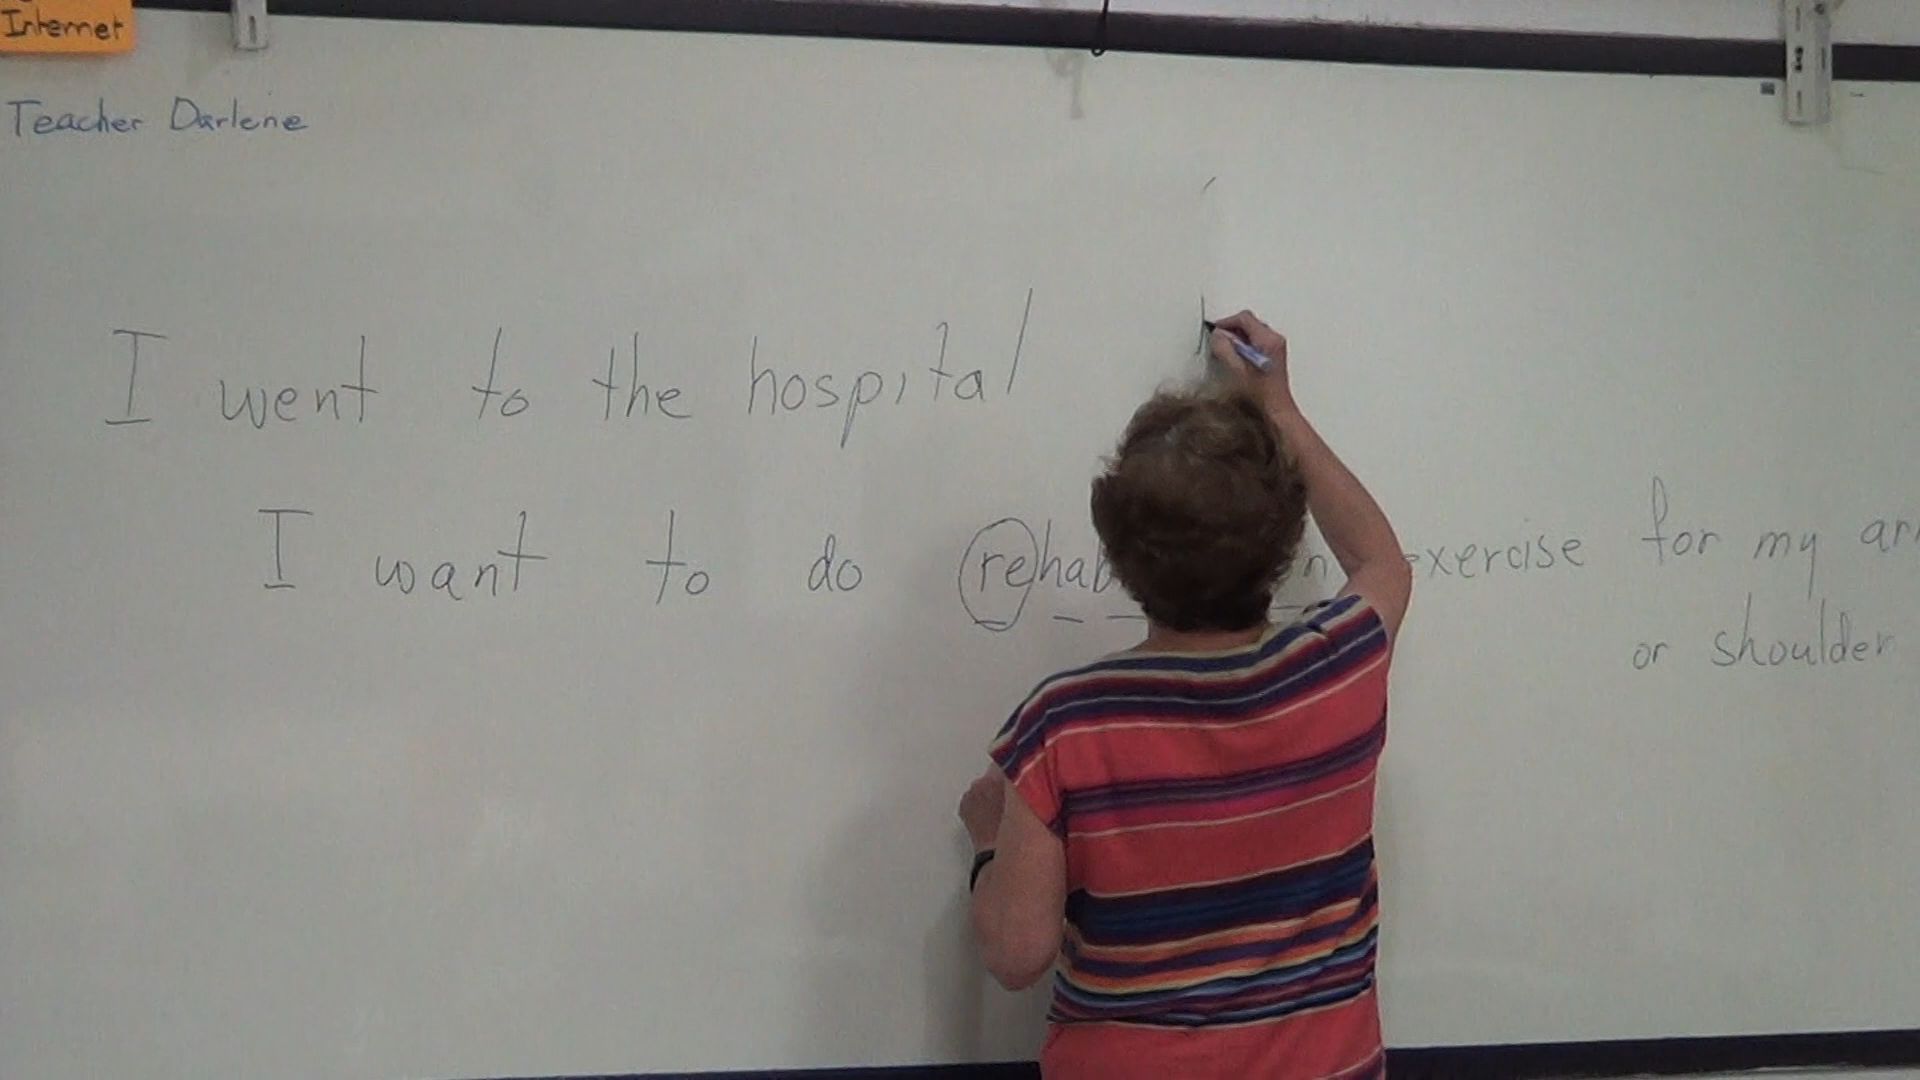 Internet
Teacher Darlene
I went to the hospital
I want to do rehab exercise for my
or shoulder